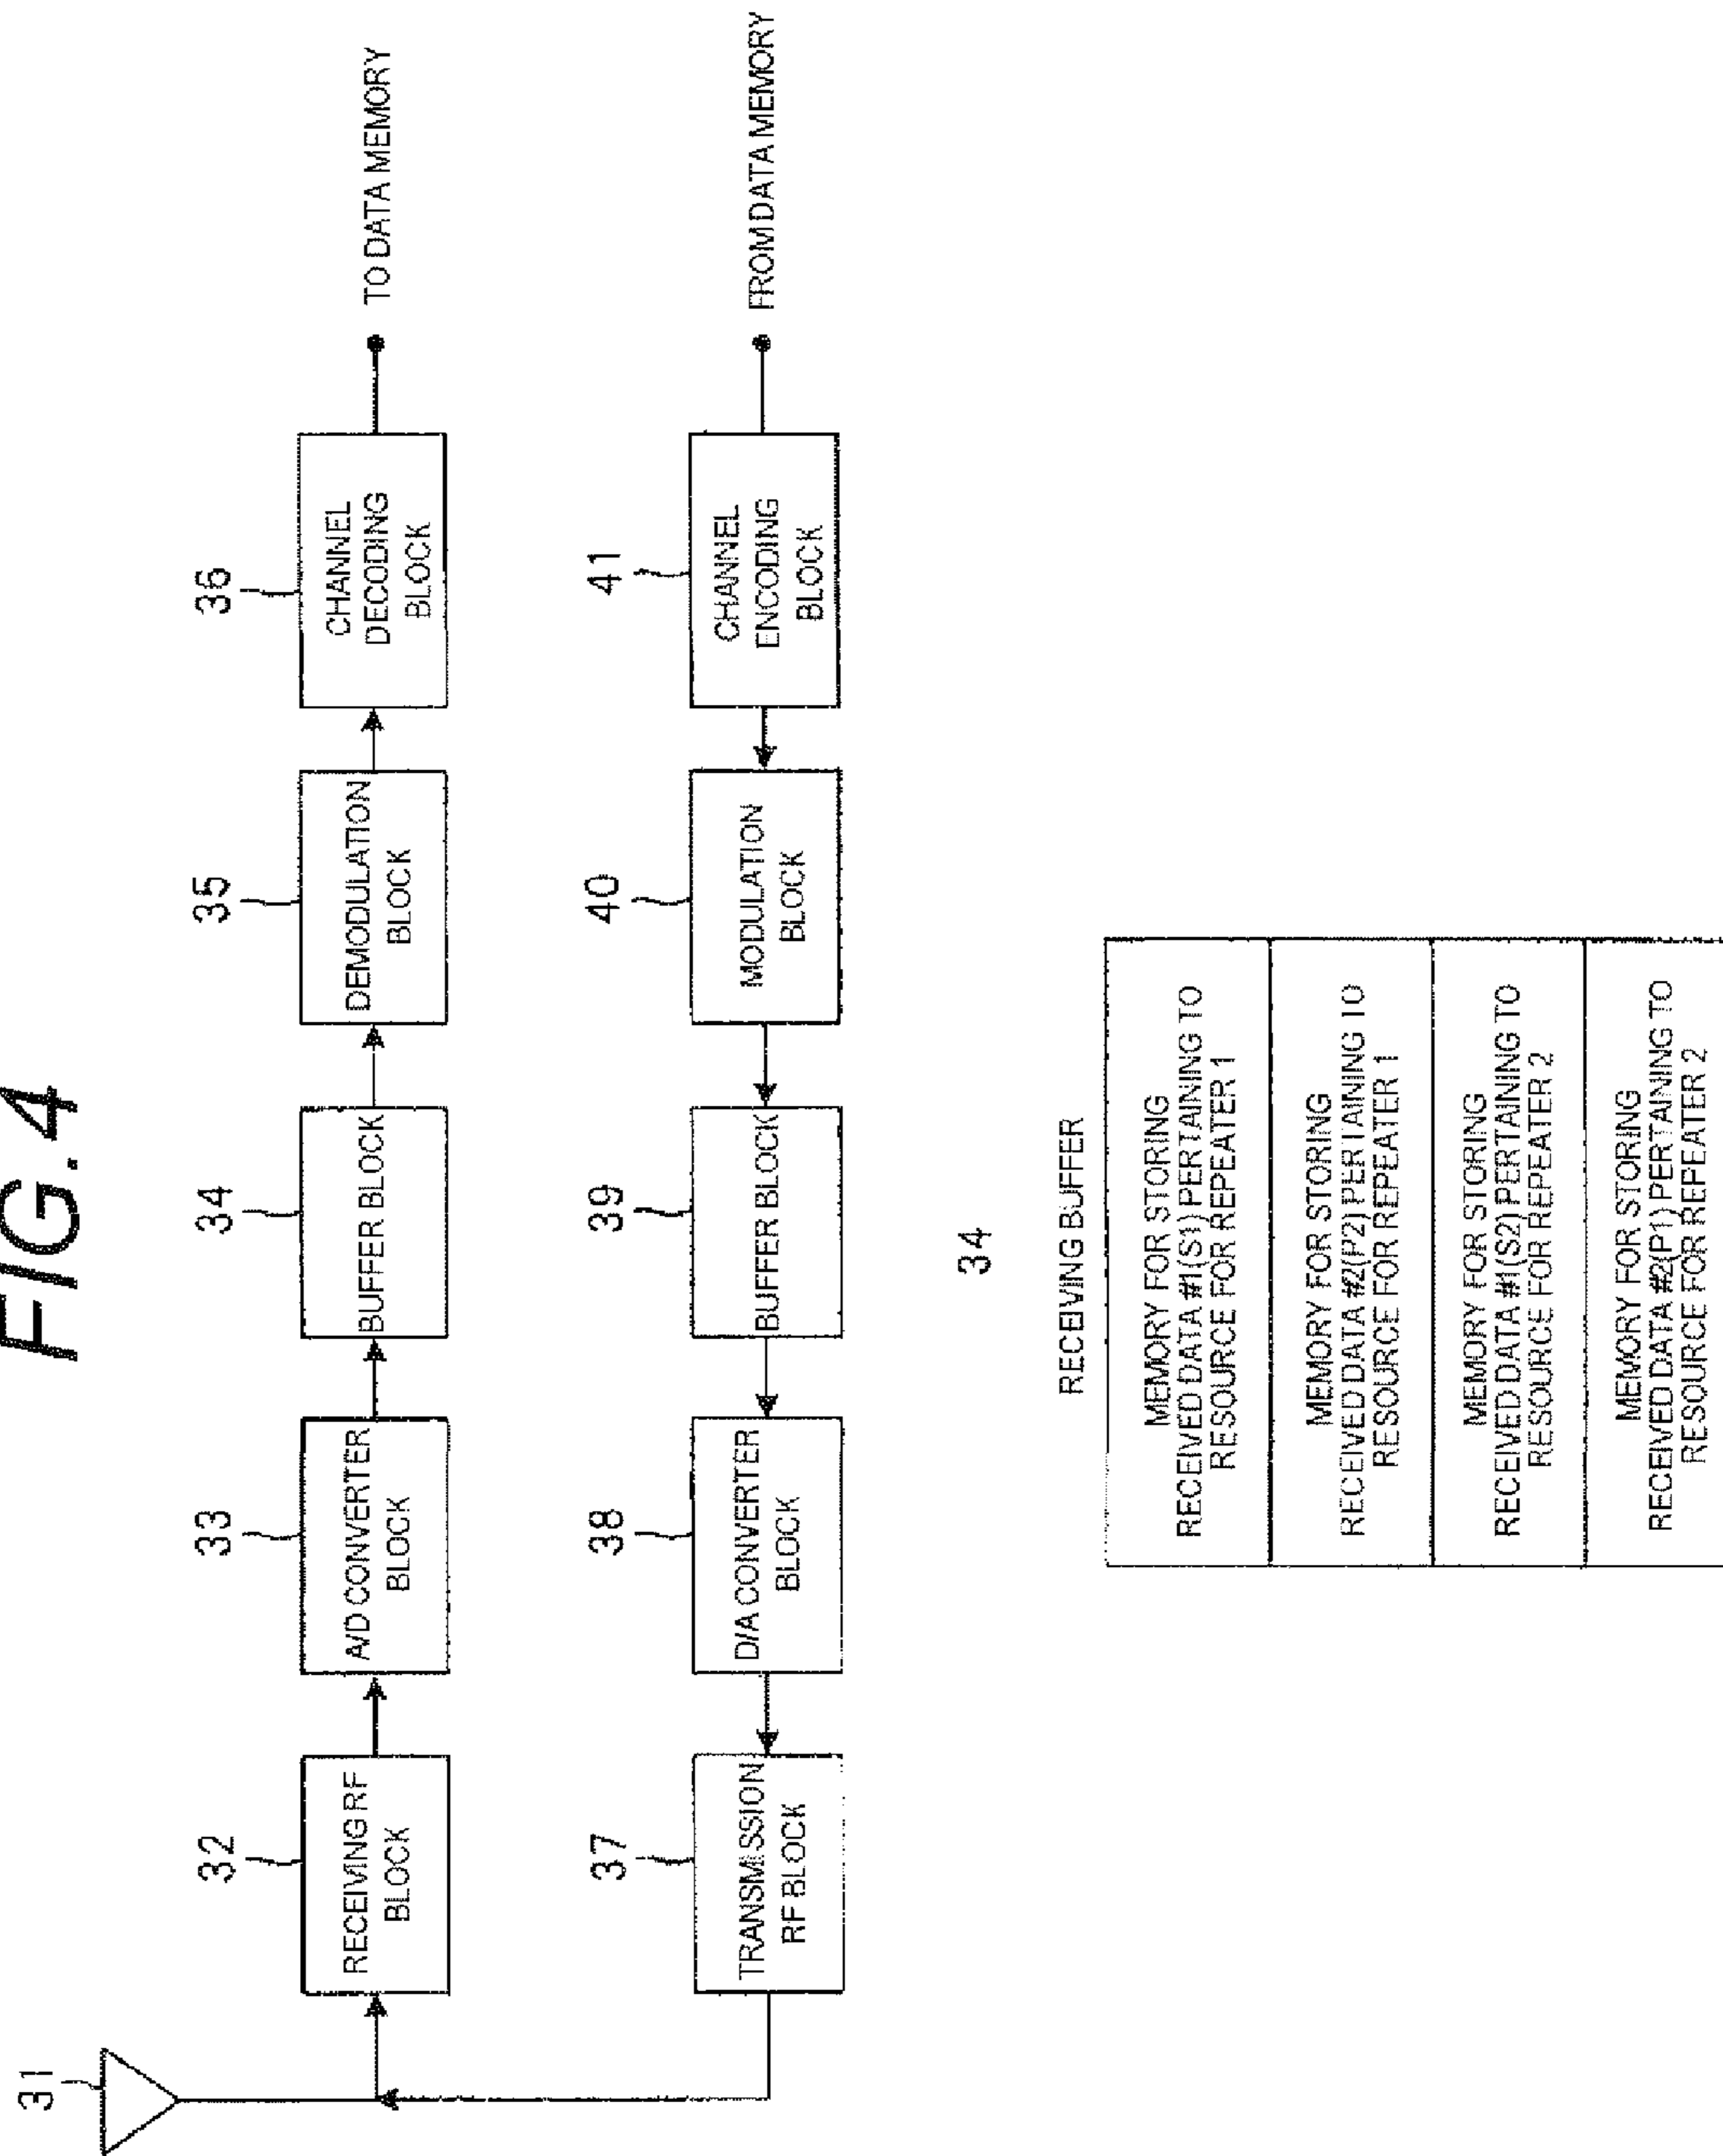 FIG.4
31
32
RECEIVING RF
BLOCK
33
A/D CONVERTER
BLOCK
34
BUFFER BLOCK
35
DEMODULATION
BLOCK
36
CHANNEL
DECODING
BLOCK
TO DATA MEMORY
37
TRANSMISSION
RF BLOCK
38
D/A CONVERTER
BLOCK
39
BUFFER BLOCK
40
MODULATION
BLOCK
41
CHANNEL
ENCODING
BLOCK
FROM DATA MEMORY
34
RECEIVING BUFFER
MEMORY FOR STORING
RECEIVED DATA #1(S1) PERTAINING TO
RESOURCE FOR REPEATER 1
MEMORY FOR STORING
RECEIVED DATA #2(P2) PERTAINING TO
RESOURCE FOR REPEATER 1
MEMORY FOR STORING
RECEIVED DATA #1(S2) PERTAINING TO
RESOURCE FOR REPEATER 2
MEMORY FOR STORING
RECEIVED DATA #2(P1) PERTAINING TO
RESOURCE FOR REPEATER 2